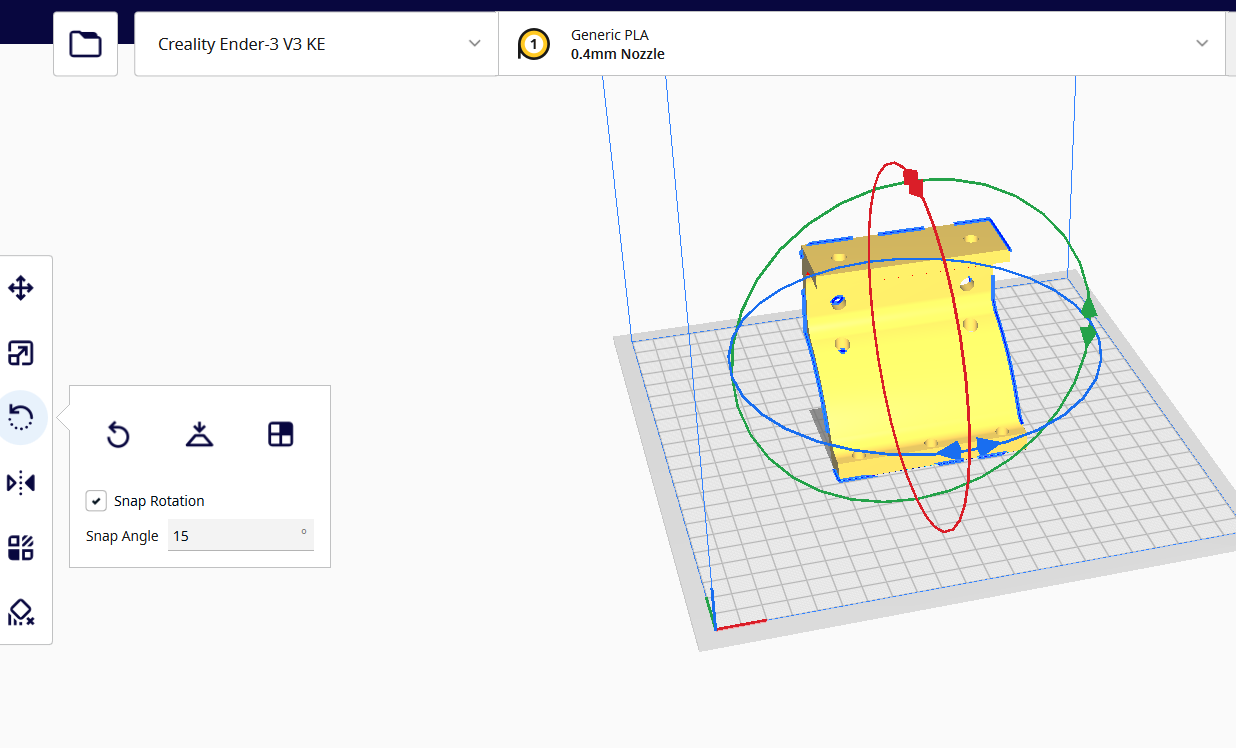 Creality Ender-3 V3 KE
1
Generic PLA
0.4mm Nozzle
Snap Rotation
Snap Angle 15 °